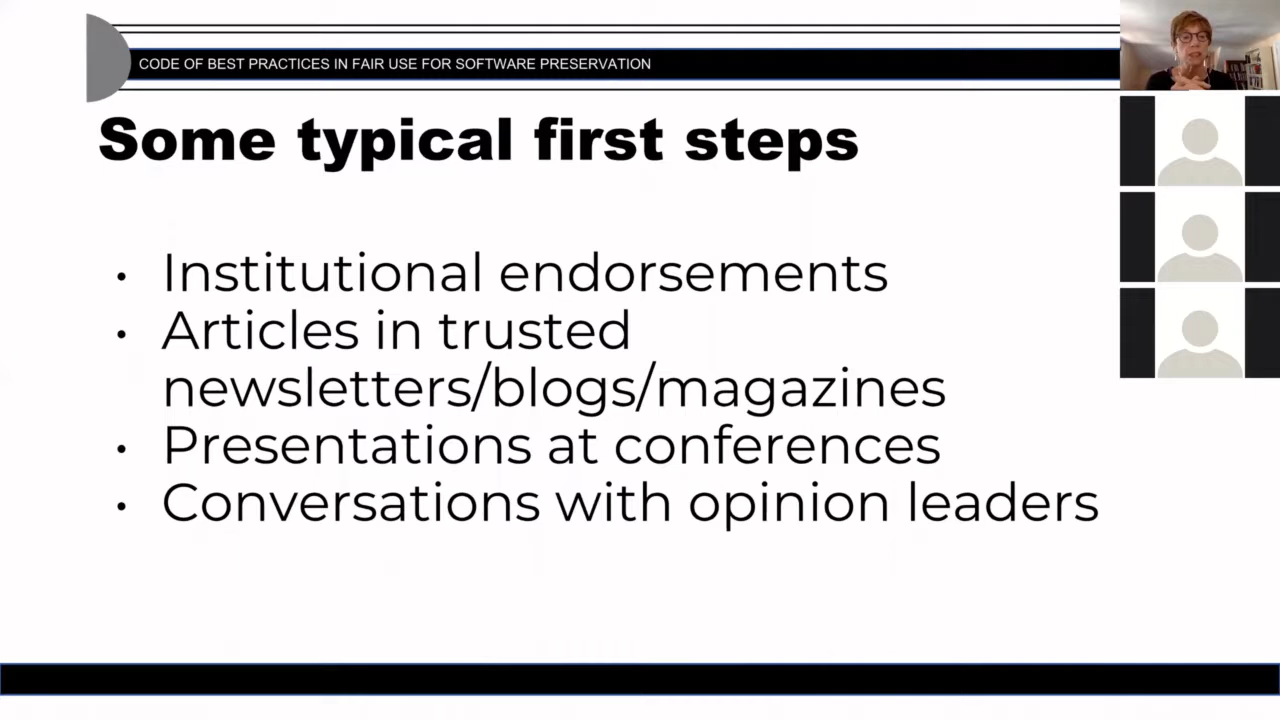 CODE OF BEST PRACTICES IN FAIR USE FOR SOFTWARE PRESERVATION
Some typical first steps
• Institutional endorsements
• Articles in trusted
newsletters/blogs/magazines
• Presentations at conferences
• Conversations with opinion leaders